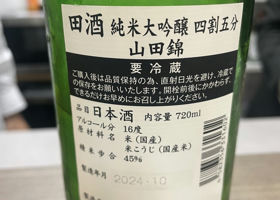 田酒 純米大吟醸 四割五分
山田錦
要冷蔵
ご購入後は品質保持の為、直射日光を避け、冷蔵で
の保存をお願いいたします。開栓前後にかかわらず、
できるだけお早めにお召し上がりください。
品目 日本酒 内容量 720ml
アルコール分 16度
原材料名 米(国産)
米こうじ(国産米)
精米歩合 45%
製造年月 2024.10